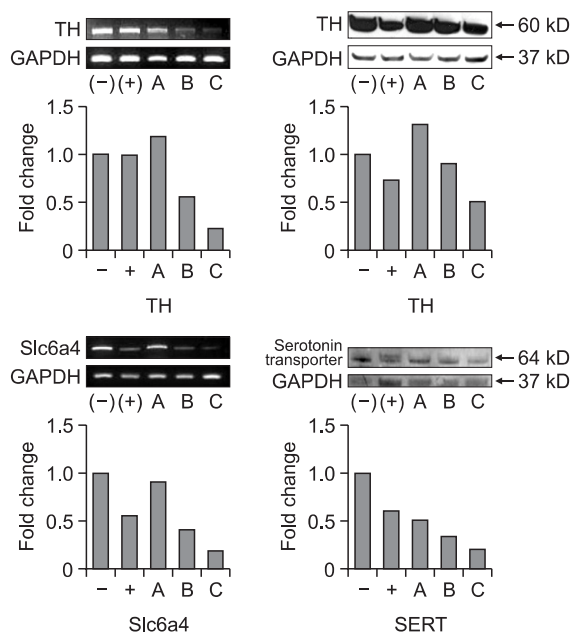 TH
GAPDH
(−) (+) A B C
1.5
1.0
0.5
0
Fold change
− + A B C
TH
TH ← 60 kD
GAPDH ← 37 kD
(−) (+) A B C
1.5
1.0
0.5
0
Fold change
− + A B C
TH
Slc6a4
GAPDH
(−) (+) A B C
1.5
1.0
0.5
0
Fold change
− + A B C
Slc6a4
Serotonin
transporter ← 64 kD
GAPDH ← 37 kD
(−) (+) A B C
1.5
1.0
0.5
0
Fold change
− + A B C
SERT